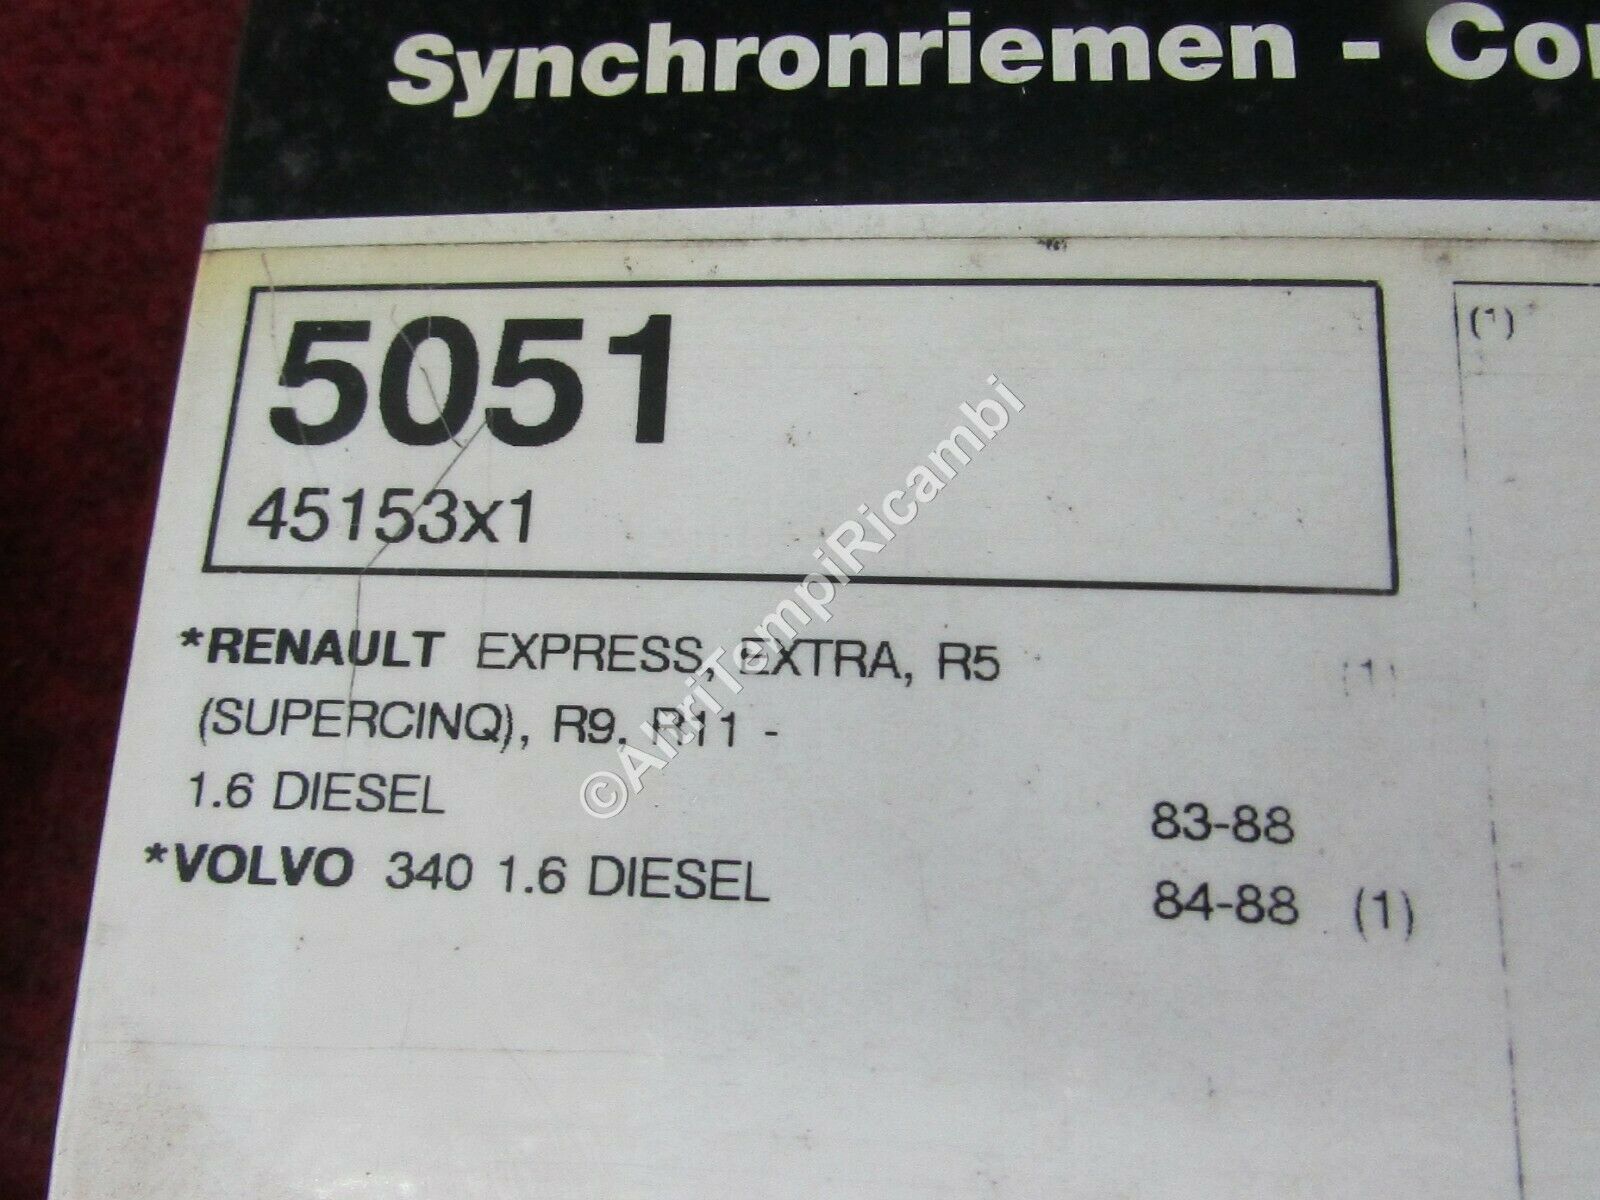 Synchronriemen - Co
5051
45153x1
(1)
*RENAULT EXPRESS, EXTRA, R5 (1)
(SUPERCINQ), R9, R11 -
1.6 DIESEL 83-88
*VOLVO 340 1.6 DIESEL 84-88 (1)
©AltriTempiRicambi